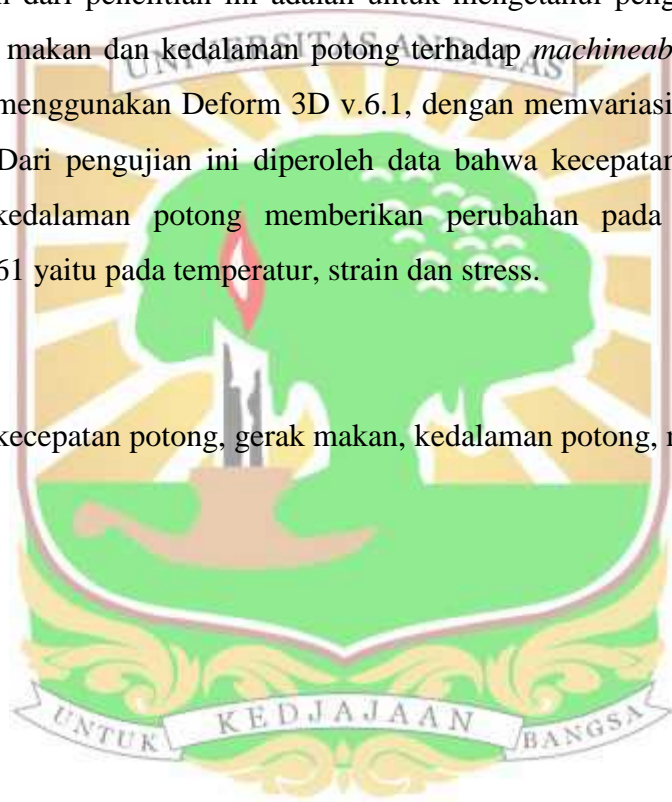 dari penelitian ini adalah untuk mengetahui peng
makan dan kedalaman potong terhadap machineab
UNIVERSITAS ANDALAS
menggunakan Deform 3D v.6.1, dengan memvariasi
Dari pengujian ini diperoleh data bahwa kecepatan
kedalaman potong memberikan perubahan pada
61 yaitu pada temperatur, strain dan stress.
kecepatan potong, gerak makan, kedalaman potong,
UNTUK KEDJAJAAN BANGSA